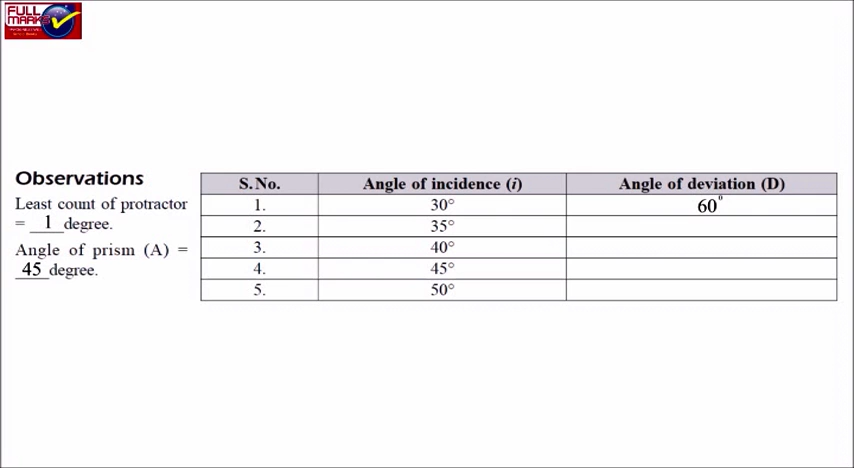 FULL
MARKS
Observations
Least count of protractor
= 1 degree.
Angle of prism (A) =
45 degree.
S. No. Angle of incidence (i) Angle of deviation (D)
1. 30° 60°
2. 35°
3. 40°
4. 45°
5. 50°